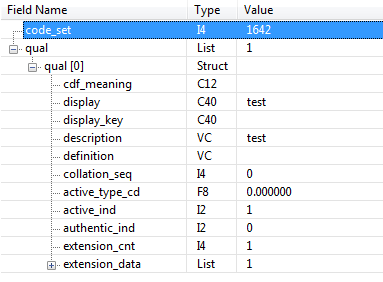 Field Name Type Value
code_set I4 1642
qual List 1
qual [0] Struct
cdf_meaning C12
display C40 test
display_key C40
description VC test
definition VC
collation_seq I4 0
active_type_cd F8 0.000000
active_ind I2 1
authentic_ind I2 0
extension_cnt I4 1
extension_data List 1